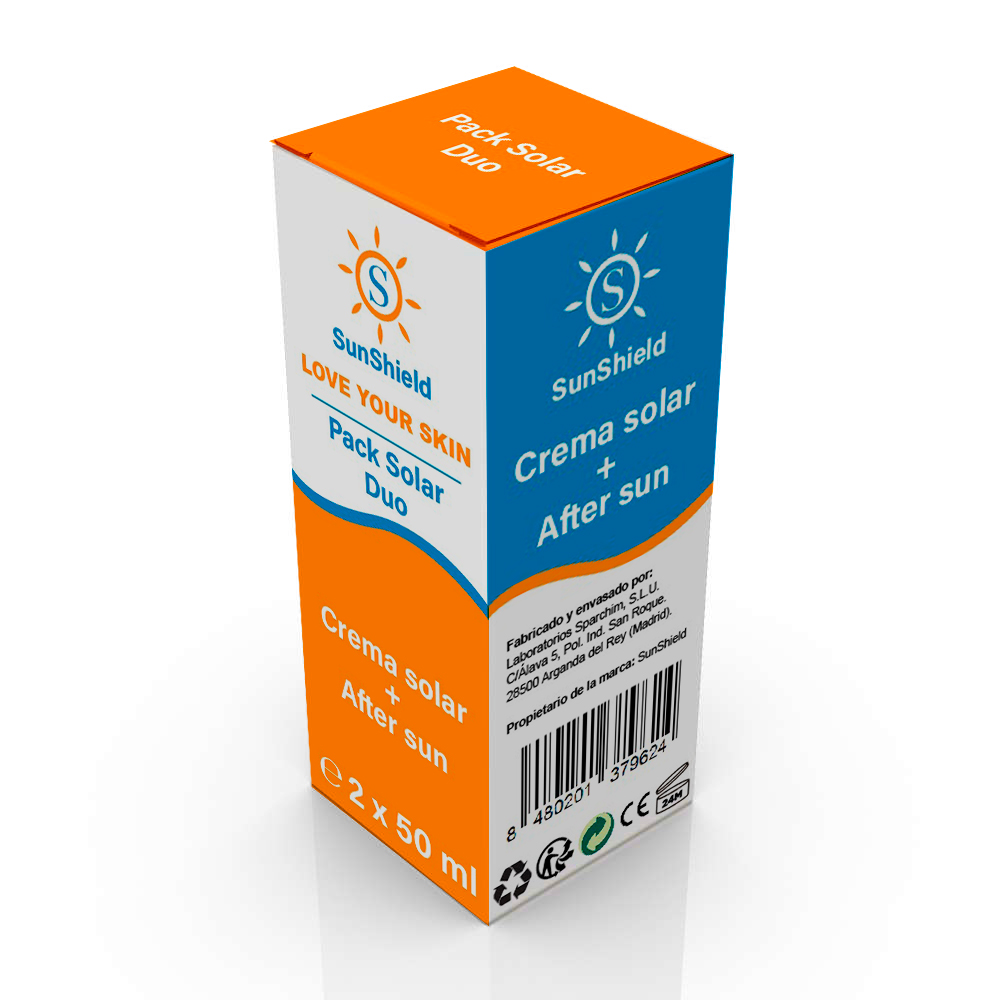 Pack Solar
Duo
S
SunShield
LOVE YOUR SKIN
Pack Solar
Duo
Crema solar
+
After sun
℮ 2 x 50 ml
S
SunShield
Crema solar
+
After sun
Fabricado y envasado por:
Laboratorios Sparchim, S.L.U.
C/Álava 5, Pol. Ind. San Roque.
28500 Arganda del Rey (Madrid).
Propietario de la marca: SunShield
8 480201 379624
CE
24M